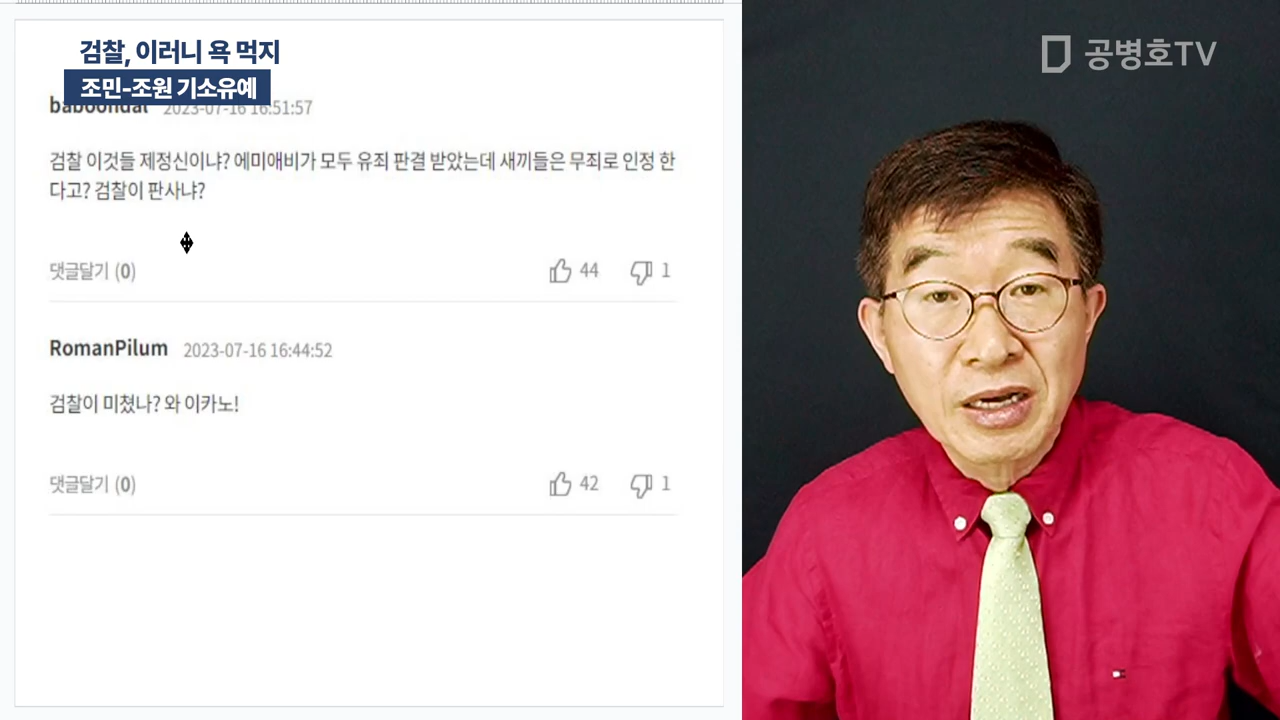 검찰, 이러니 욕 먹지
조민-조원 기소유예
공병호TV
baboondal 2023-07-16 16:51:57
검찰 이것들 제정신이냐? 에미애비가 모두 유죄 판결 받았는데 새끼들은 무죄로 인정 한
다고? 검찰이 판사냐?
댓글달기 (0) 44 1
RomanPilum 2023-07-16 16:44:52
검찰이 미쳤나? 와 이카노!
댓글달기 (0) 42 1